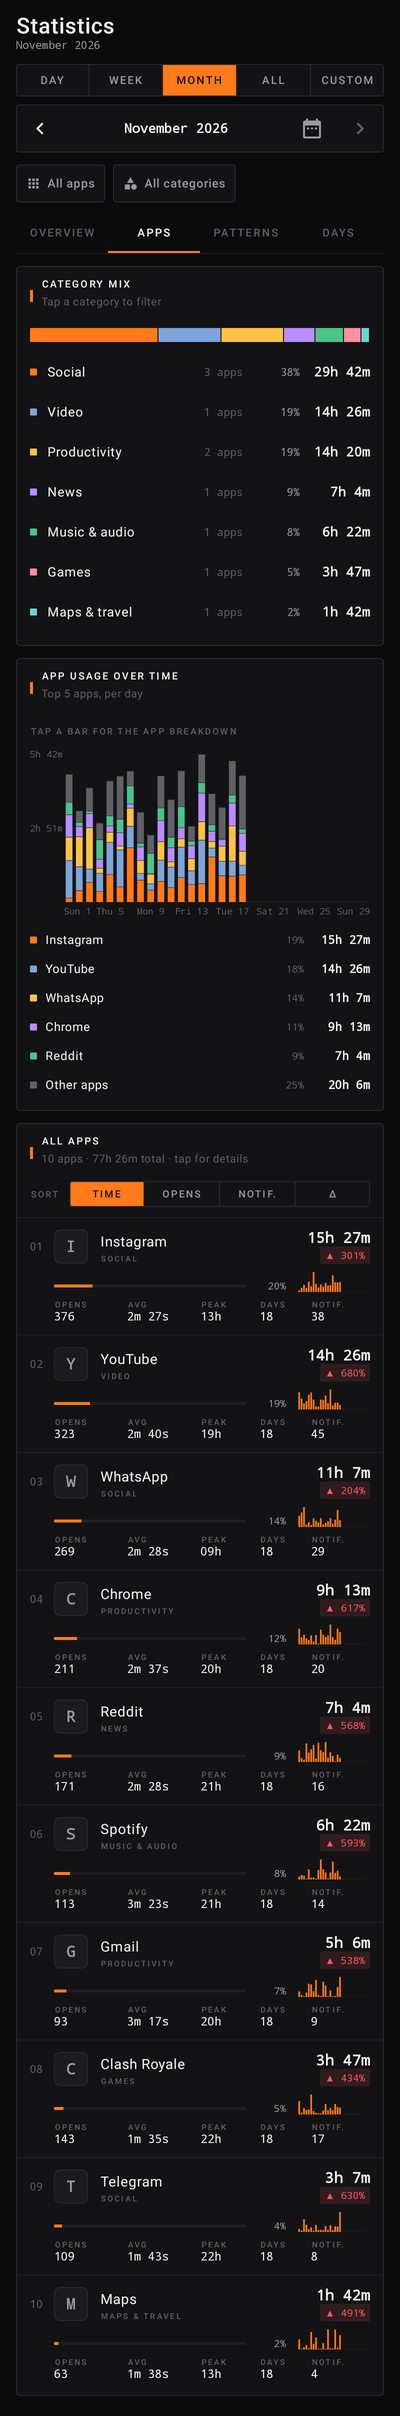 Statistics
November 2026
DAY WEEK MONTH ALL CUSTOM
November 2026
All apps All categories
OVERVIEW APPS PATTERNS DAYS
CATEGORY MIX
Tap a category to filter
Social 3 apps 38% 29h 42m
Video 1 apps 19% 14h 26m
Productivity 2 apps 19% 14h 20m
News 1 apps 9% 7h 4m
Music & audio 1 apps 8% 6h 22m
Games 1 apps 5% 3h 47m
Maps & travel 1 apps 2% 1h 42m
APP USAGE OVER TIME
Top 5 apps, per day
TAP A BAR FOR THE APP BREAKDOWN
5h 42m
2h 51m
Sun 1 Thu 5 Mon 9 Fri 13 Tue 17 Sat 21 Wed 25 Sun 29
Instagram 19% 15h 27m
YouTube 18% 14h 26m
WhatsApp 14% 11h 7m
Chrome 11% 9h 13m
Reddit 9% 7h 4m
Other apps 25% 20h 6m
ALL APPS
10 apps · 77h 26m total · tap for details
SORT TIME OPENS NOTIF. Δ
01 I Instagram 15h 27m
SOCIAL ▲ 301%
20%
OPENS AVG PEAK DAYS NOTIF.
376 2m 27s 13h 18 38
02 Y YouTube 14h 26m
VIDEO ▲ 680%
19%
OPENS AVG PEAK DAYS NOTIF.
323 2m 40s 19h 18 45
03 W WhatsApp 11h 7m
SOCIAL ▲ 204%
14%
OPENS AVG PEAK DAYS NOTIF.
269 2m 28s 09h 18 29
04 C Chrome 9h 13m
PRODUCTIVITY ▲ 617%
12%
OPENS AVG PEAK DAYS NOTIF.
211 2m 37s 20h 18 20
05 R Reddit 7h 4m
NEWS ▲ 568%
9%
OPENS AVG PEAK DAYS NOTIF.
171 2m 28s 21h 18 16
06 S Spotify 6h 22m
MUSIC & AUDIO ▲ 593%
8%
OPENS AVG PEAK DAYS NOTIF.
113 3m 23s 21h 18 14
07 G Gmail 5h 6m
PRODUCTIVITY ▲ 538%
7%
OPENS AVG PEAK DAYS NOTIF.
93 3m 17s 20h 18 9
08 C Clash Royale 3h 47m
GAMES ▲ 434%
5%
OPENS AVG PEAK DAYS NOTIF.
143 1m 35s 22h 18 17
09 T Telegram 3h 7m
SOCIAL ▲ 630%
4%
OPENS AVG PEAK DAYS NOTIF.
109 1m 43s 22h 18 8
10 M Maps 1h 42m
MAPS & TRAVEL ▲ 491%
2%
OPENS AVG PEAK DAYS NOTIF.
63 1m 38s 13h 18 4